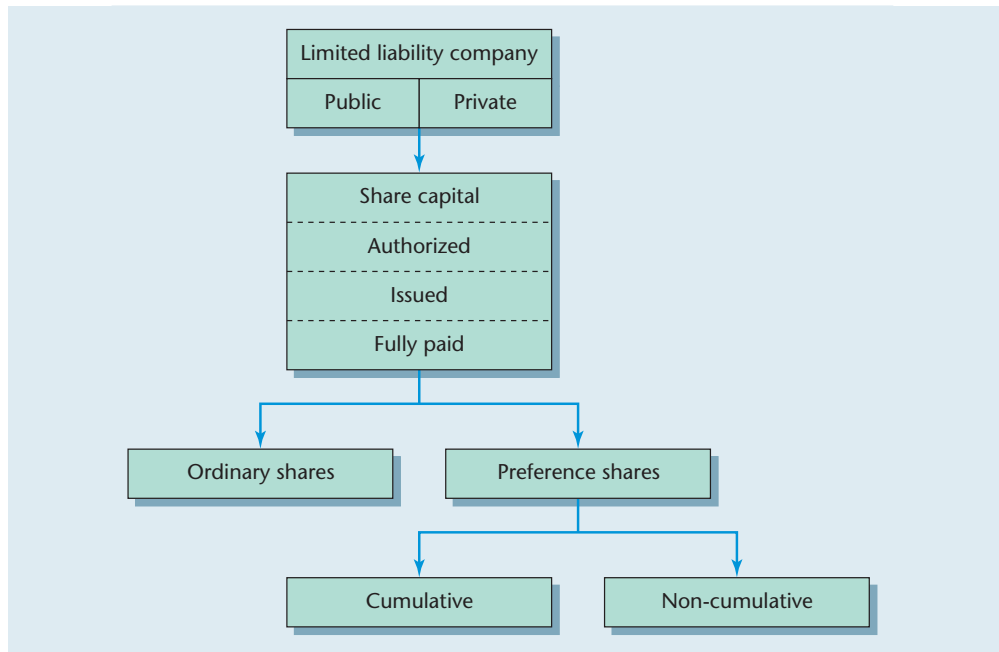 Limited liability company
Public
Private
Share capital
Authorized
Issued
Fully paid
Ordinary shares
Preference shares
Cumulative
Non-cumulative